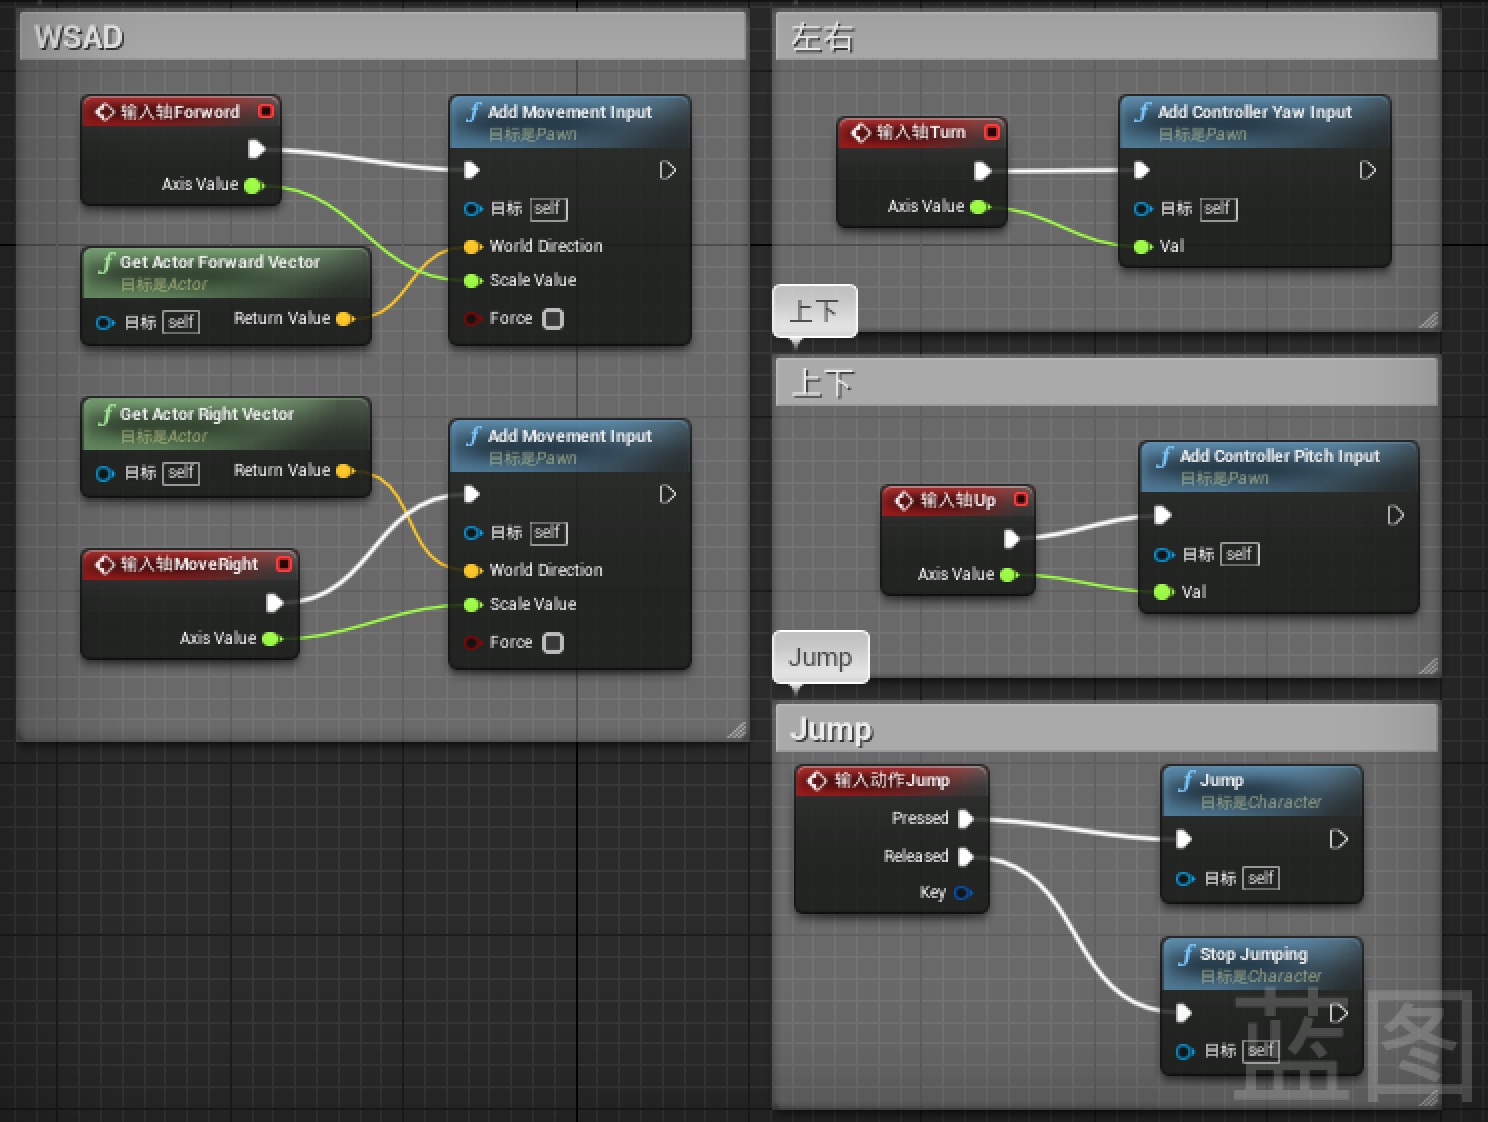 WSAD
输入轴Forword
Axis Value
Add Movement Input
目标是Pawn
目标 self
World Direction
Scale Value
Force
Get Actor Forward Vector
目标是Actor
目标 self Return Value
Get Actor Right Vector
目标是Actor
目标 self Return Value
输入轴MoveRight
Axis Value
Add Movement Input
目标是Pawn
目标 self
World Direction
Scale Value
Force
左右
输入轴Turn
Axis Value
Add Controller Yaw Input
目标是Pawn
目标 self
Val
上下
上下
输入轴Up
Axis Value
Add Controller Pitch Input
目标是Pawn
目标 self
Val
Jump
Jump
输入动作Jump
Pressed
Released
Key
Jump
目标是Character
目标 self
Stop Jumping
目标是Character
目标 self
蓝图